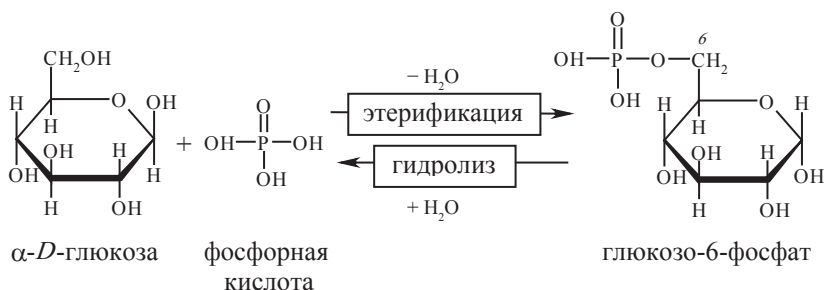 CH₂OH
H
O
OH
H
H
OH
OH
H
H
H
OH
+
O
OH
P
OH
OH
– H₂O
этерификация
гидролиз
+ H₂O
O
OH
P
O
CH₂
6
OH
H
O
H
H
H
OH
OH
H
OH
H
OH
α-D-глюкоза
фосфорная
кислота
глюкозо-6-фосфат